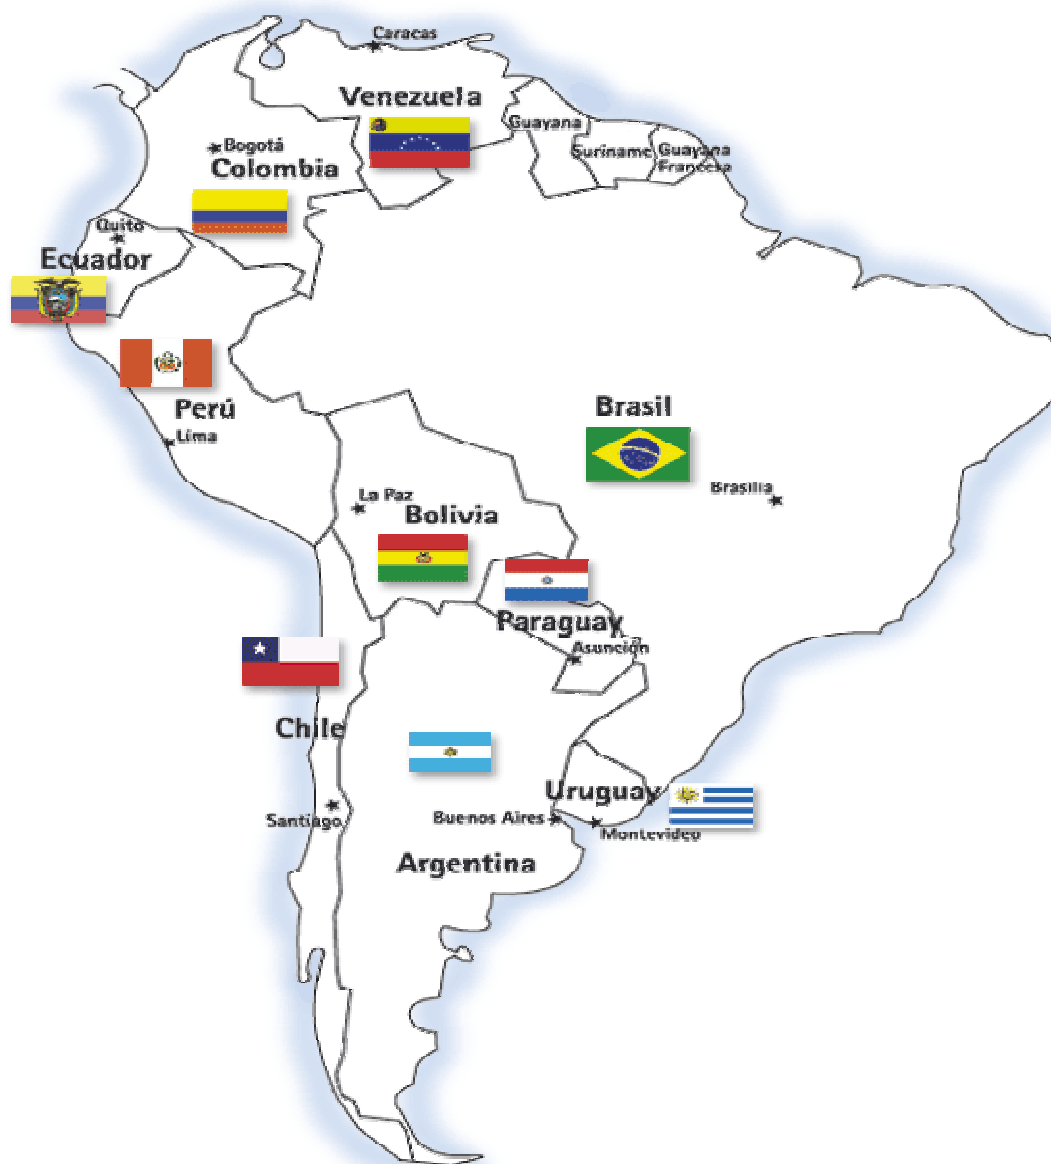 Caracas
Venezuela
Guayana
Suriname
Guayana
Francesa
Bogotá
Colombia
Quito
Ecuador
Perú
Lima
Brasil
Brasilia
La Paz
Bolivia
Paraguay
Asunción
Chile
Santiago
Uruguay
Buenos Aires
Montevideo
Argentina